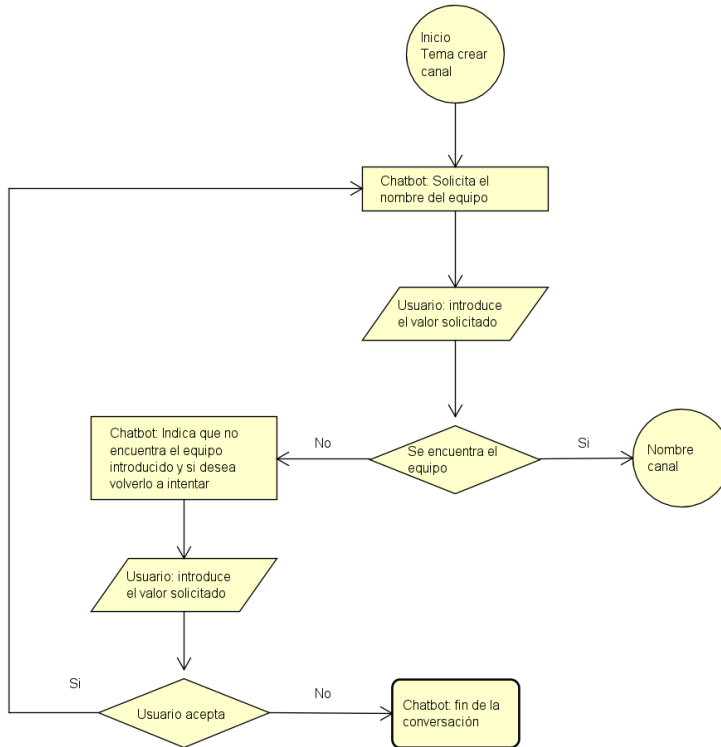 Inicio
Tema crear
canal
Chatbot: Solicita el
nombre del equipo
Usuario: introduce
el valor solicitado
Se encuentra el
equipo
No
Si
Nombre
canal
Chatbot: Indica que no
encuentra el equipo
introducido y si desea
volverlo a intentar
Usuario: introduce
el valor solicitado
Usuario acepta
Si
No
Chatbot: fin de la
conversación